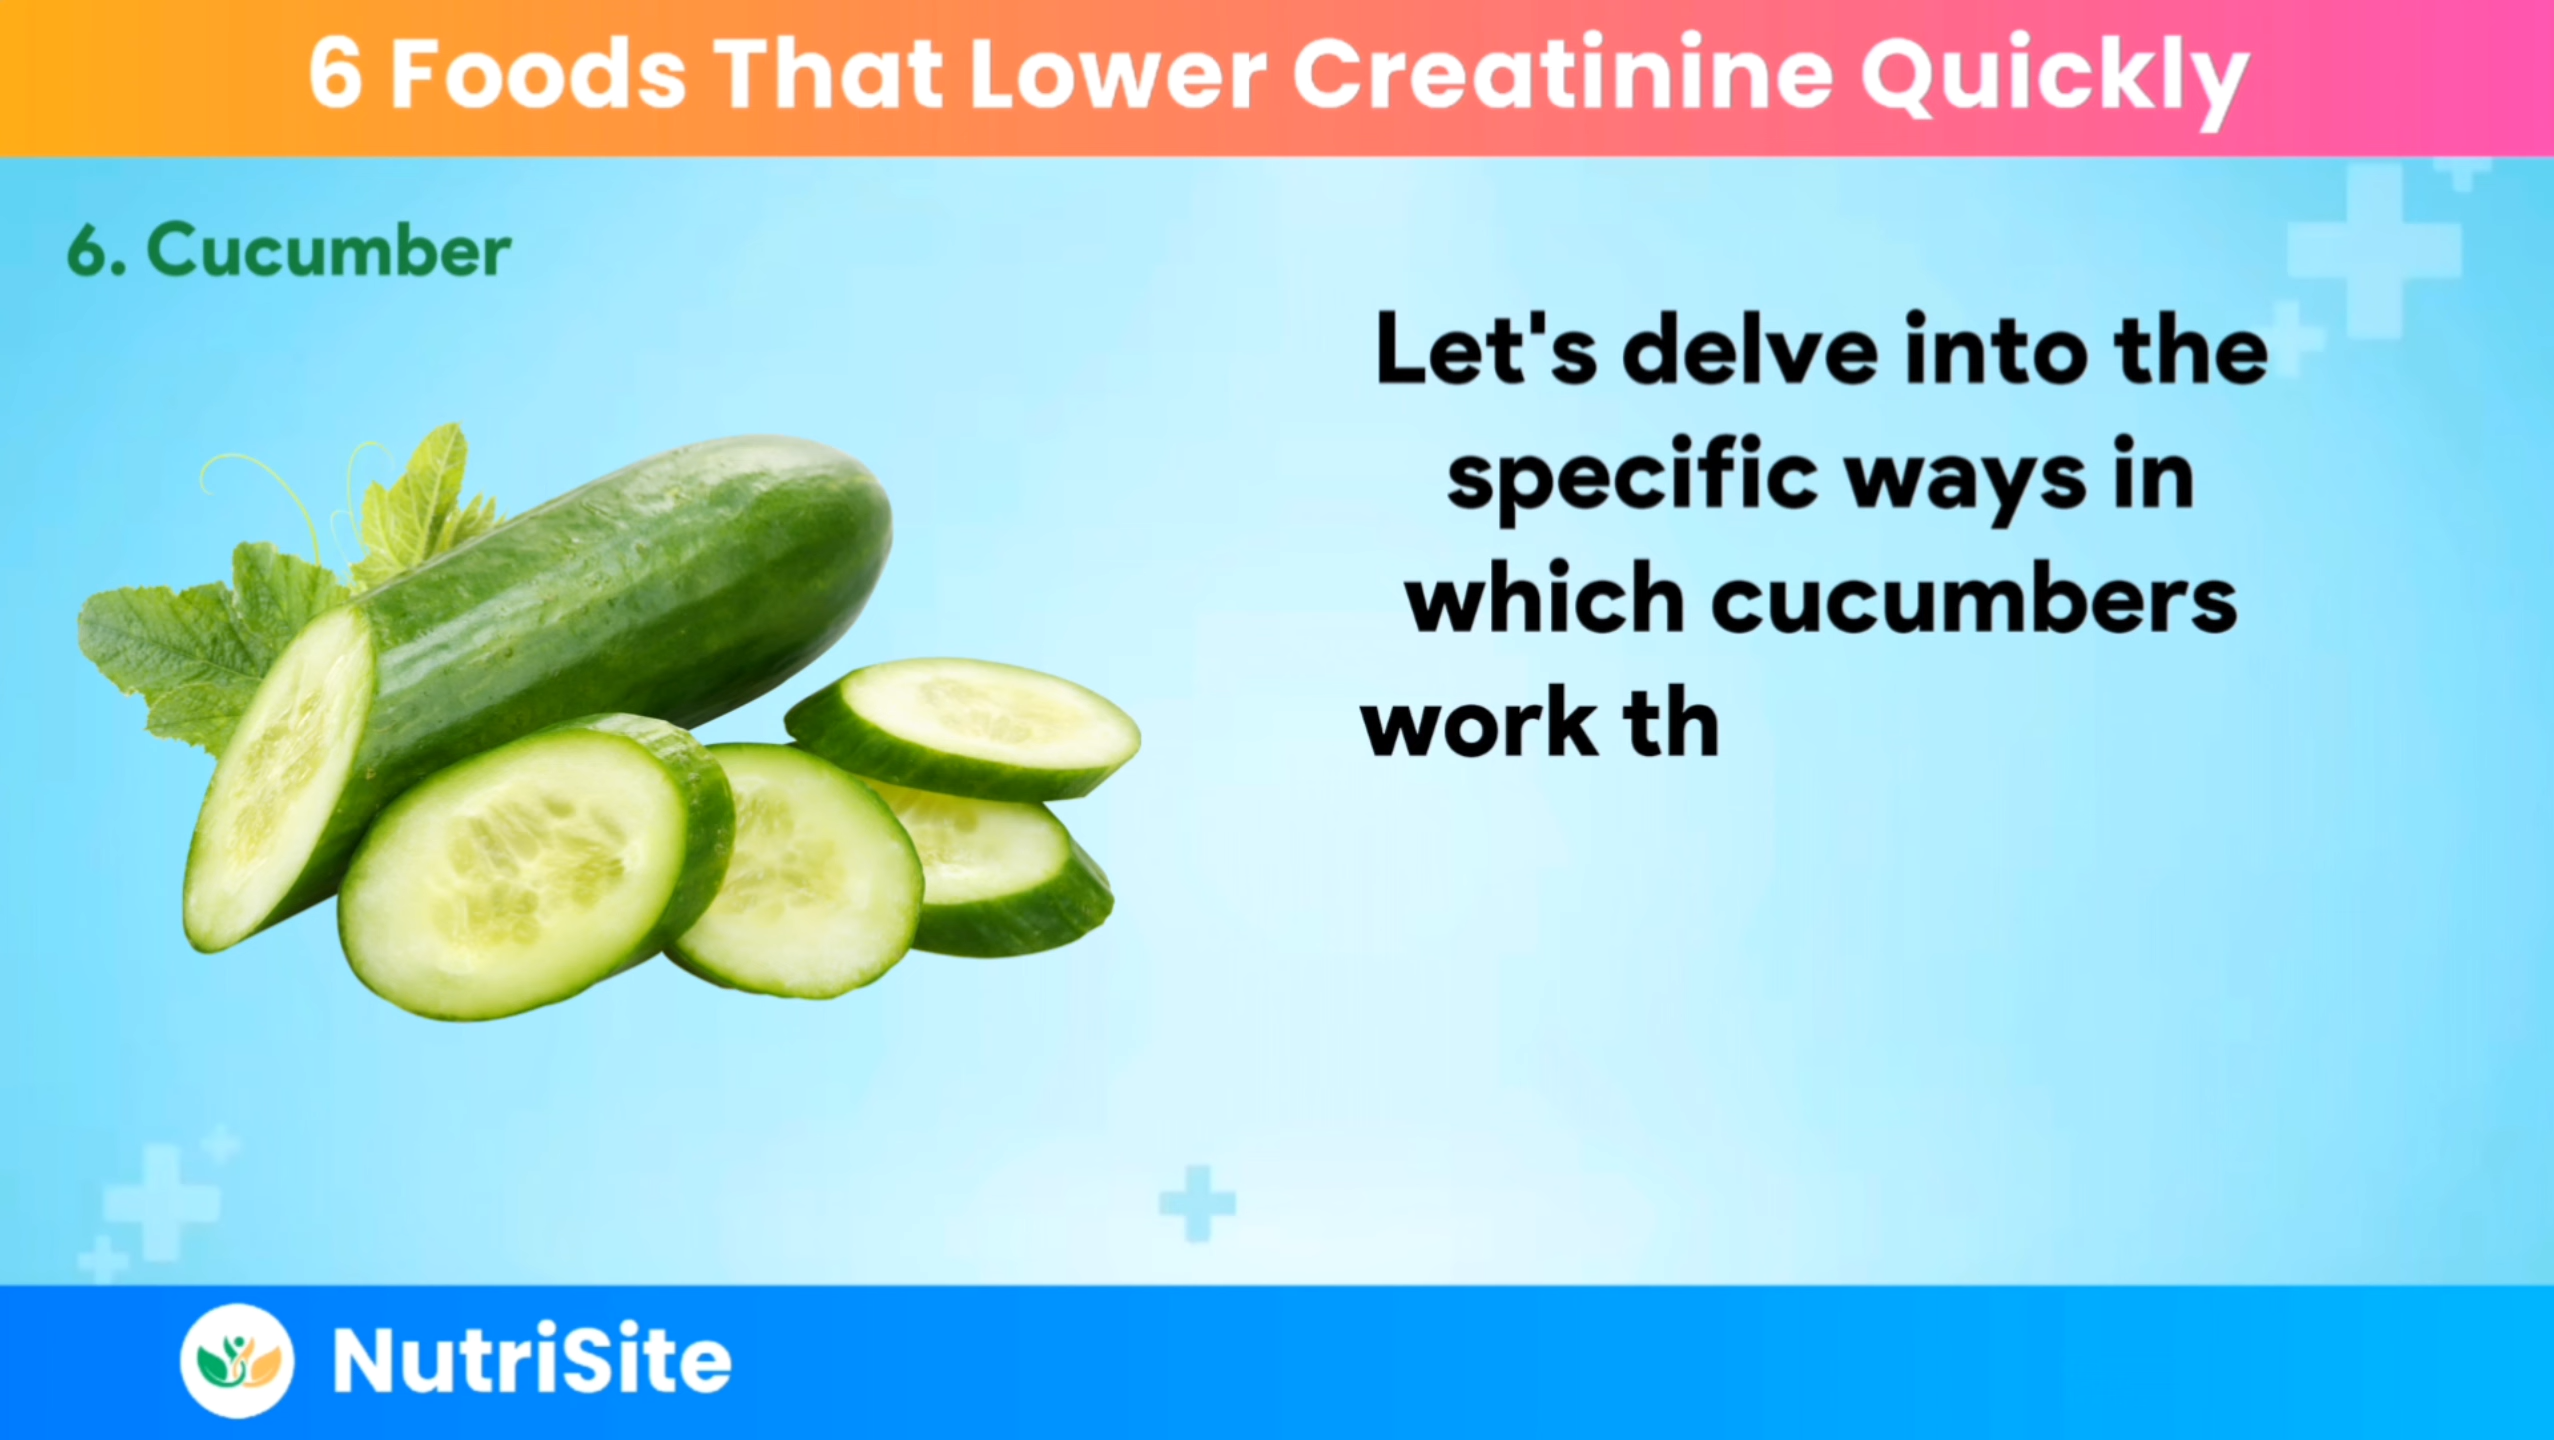 6 Foods That Lower Creatinine Quickly
6. Cucumber
Let's delve into the
specific ways in
which cucumbers
work th
NutriSite